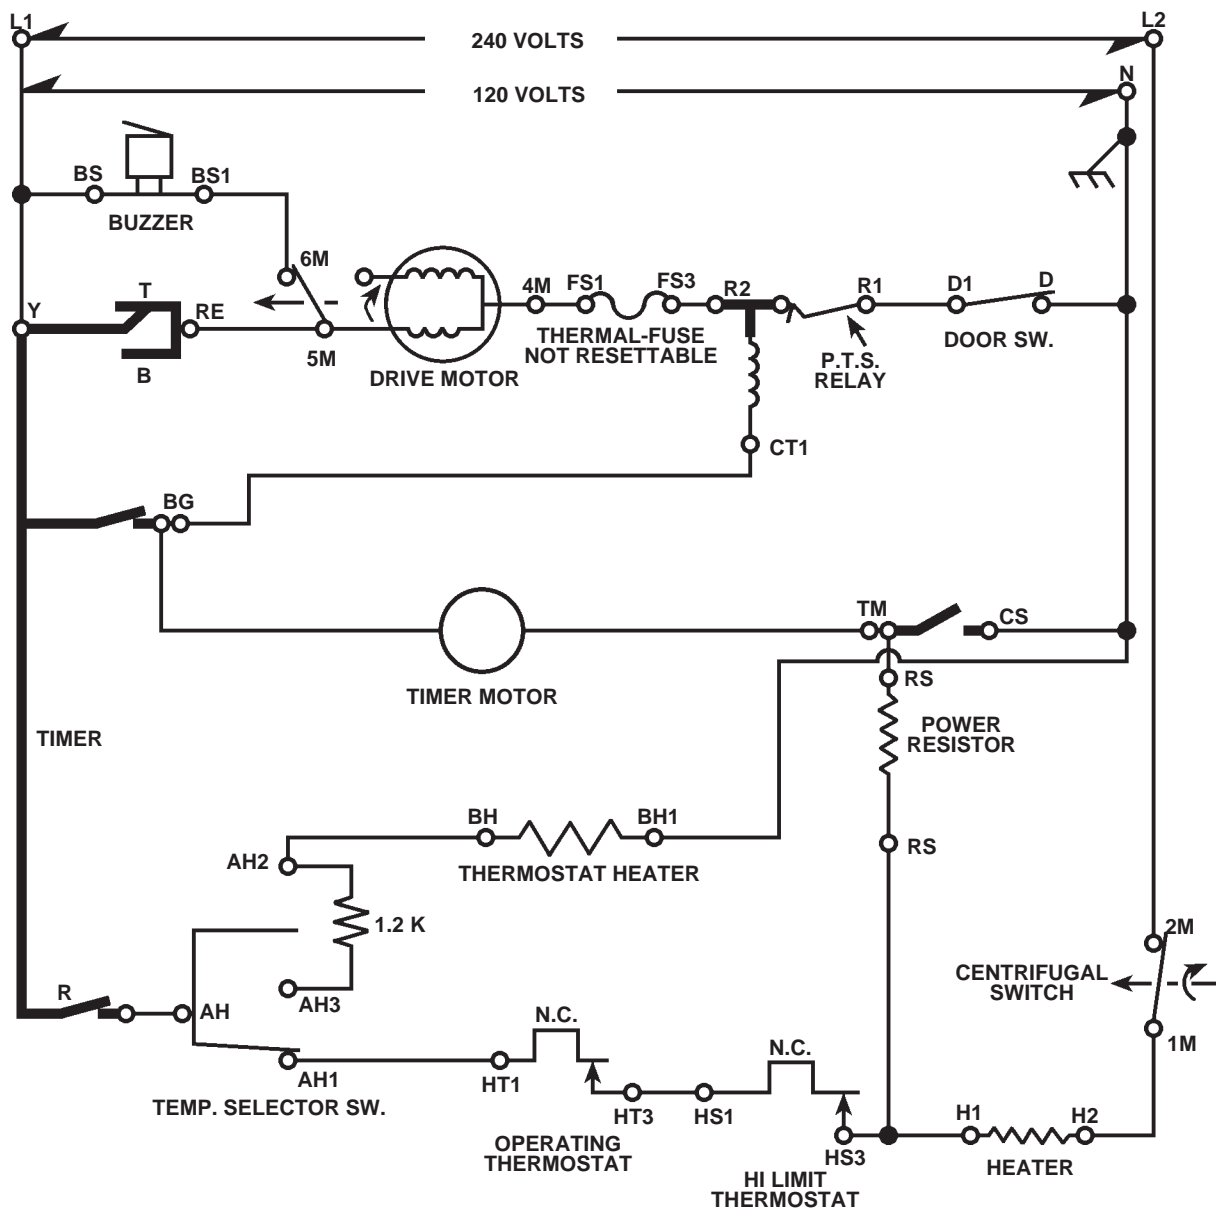 L1
L2
240 VOLTS
N
120 VOLTS
BS
BS1
BUZZER
6M
4M
FS1
FS3
R2
R1
D1
D
Y
T
RE
THERMAL-FUSE
NOT RESETTABLE
DOOR SW.
5M
B
DRIVE MOTOR
P.T.S.
RELAY
CT1
BG
TM
CS
RS
TIMER MOTOR
POWER
RESISTOR
TIMER
BH
BH1
RS
AH2
THERMOSTAT HEATER
1.2 K
2M
CENTRIFUGAL
SWITCH
R
AH
AH3
N.C.
1M
N.C.
AH1
HT1
TEMP. SELECTOR SW.
HT3
HS1
H1
H2
OPERATING
THERMOSTAT
HS3
HEATER
HI LIMIT
THERMOSTAT